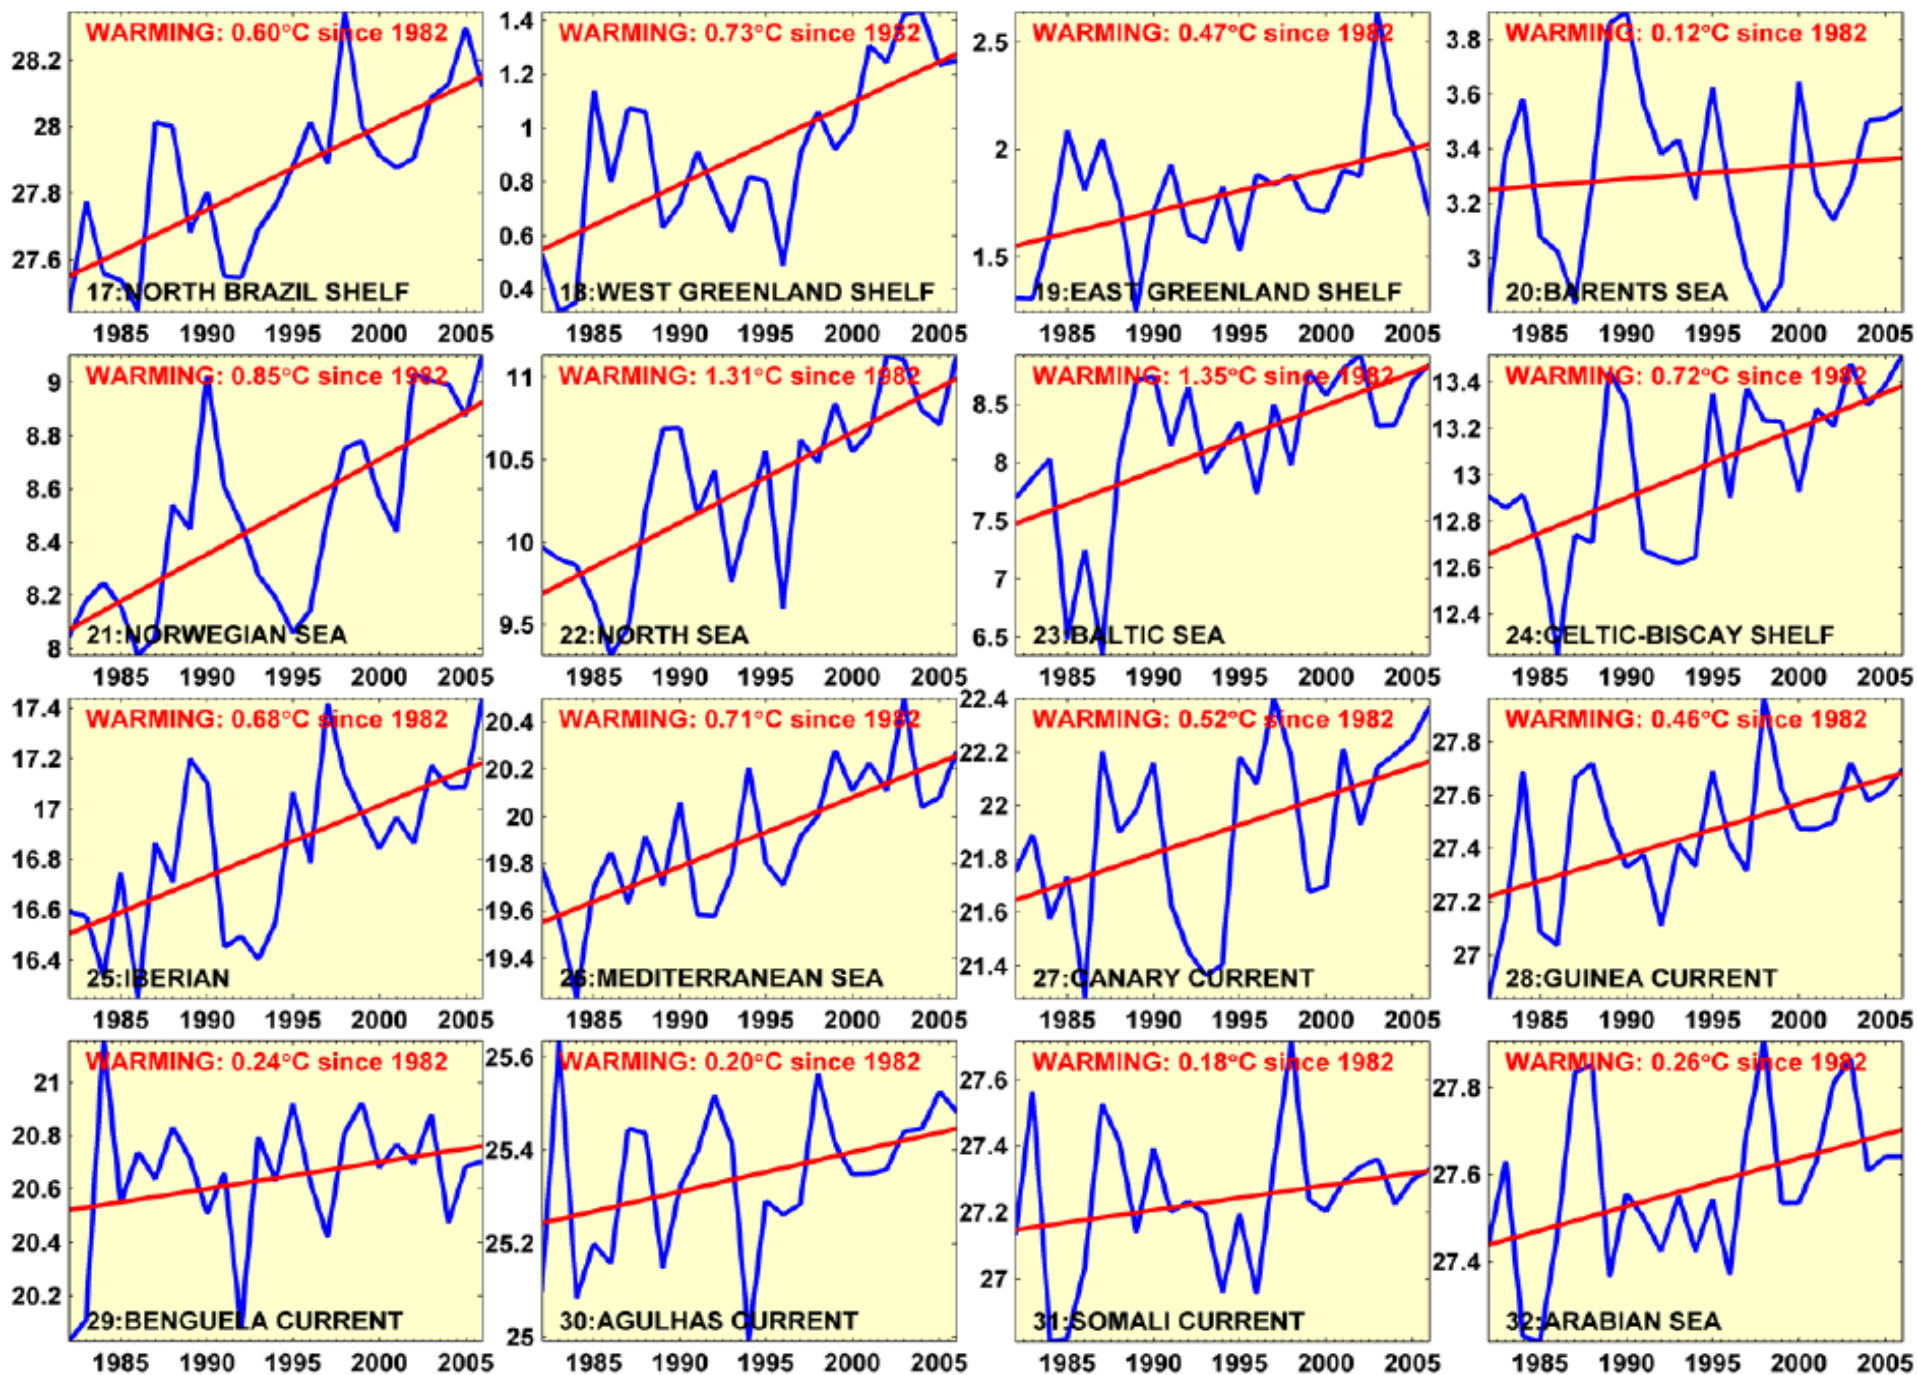 WARMING: 0.60°C since 1982
28.2
28
27.8
27.6
17:NORTH BRAZIL SHELF
1985 1990 1995 2000 2005
WARMING: 0.73°C since 1982
1.4
1.2
1
0.8
0.6
0.4
18:WEST GREENLAND SHELF
1985 1990 1995 2000 2005
WARMING: 0.47°C since 1982
2.5
2
1.5
19:EAST GREENLAND SHELF
1985 1990 1995 2000 2005
WARMING: 0.12°C since 1982
3.8
3.6
3.4
3.2
3
20:BARENTS SEA
1985 1990 1995 2000 2005
WARMING: 0.85°C since 1982
9
8.8
8.6
8.4
8.2
8
21:NORWEGIAN SEA
1985 1990 1995 2000 2005
WARMING: 1.31°C since 1982
11
10.5
10
9.5
22:NORTH SEA
1985 1990 1995 2000 2005
WARMING: 1.35°C since 1982
8.5
8
7.5
7
6.5
23:BALTIC SEA
1985 1990 1995 2000 2005
WARMING: 0.72°C since 1982
13.4
13.2
13
12.8
12.6
12.4
24:CELTIC-BISCAY SHELF
1985 1990 1995 2000 2005
WARMING: 0.68°C since 1982
17.4
17.2
17
16.8
16.6
16.4
25:IBERIAN
1985 1990 1995 2000 2005
WARMING: 0.71°C since 1982
20.4
20.2
20
19.8
19.6
19.4
26:MEDITERRANEAN SEA
1985 1990 1995 2000 2005
WARMING: 0.52°C since 1982
22.4
22.2
22
21.8
21.6
21.4
27:CANARY CURRENT
1985 1990 1995 2000 2005
WARMING: 0.46°C since 1982
27.8
27.6
27.4
27.2
27
28:GUINEA CURRENT
1985 1990 1995 2000 2005
WARMING: 0.24°C since 1982
21
20.8
20.6
20.4
20.2
29:BENGUELA CURRENT
1985 1990 1995 2000 2005
WARMING: 0.20°C since 1982
25.6
25.4
25.2
25
30:AGULHAS CURRENT
1985 1990 1995 2000 2005
WARMING: 0.18°C since 1982
27.6
27.4
27.2
27
31:SOMALI CURRENT
1985 1990 1995 2000 2005
WARMING: 0.26°C since 1982
27.8
27.6
27.4
32:ARABIAN SEA
1985 1990 1995 2000 2005